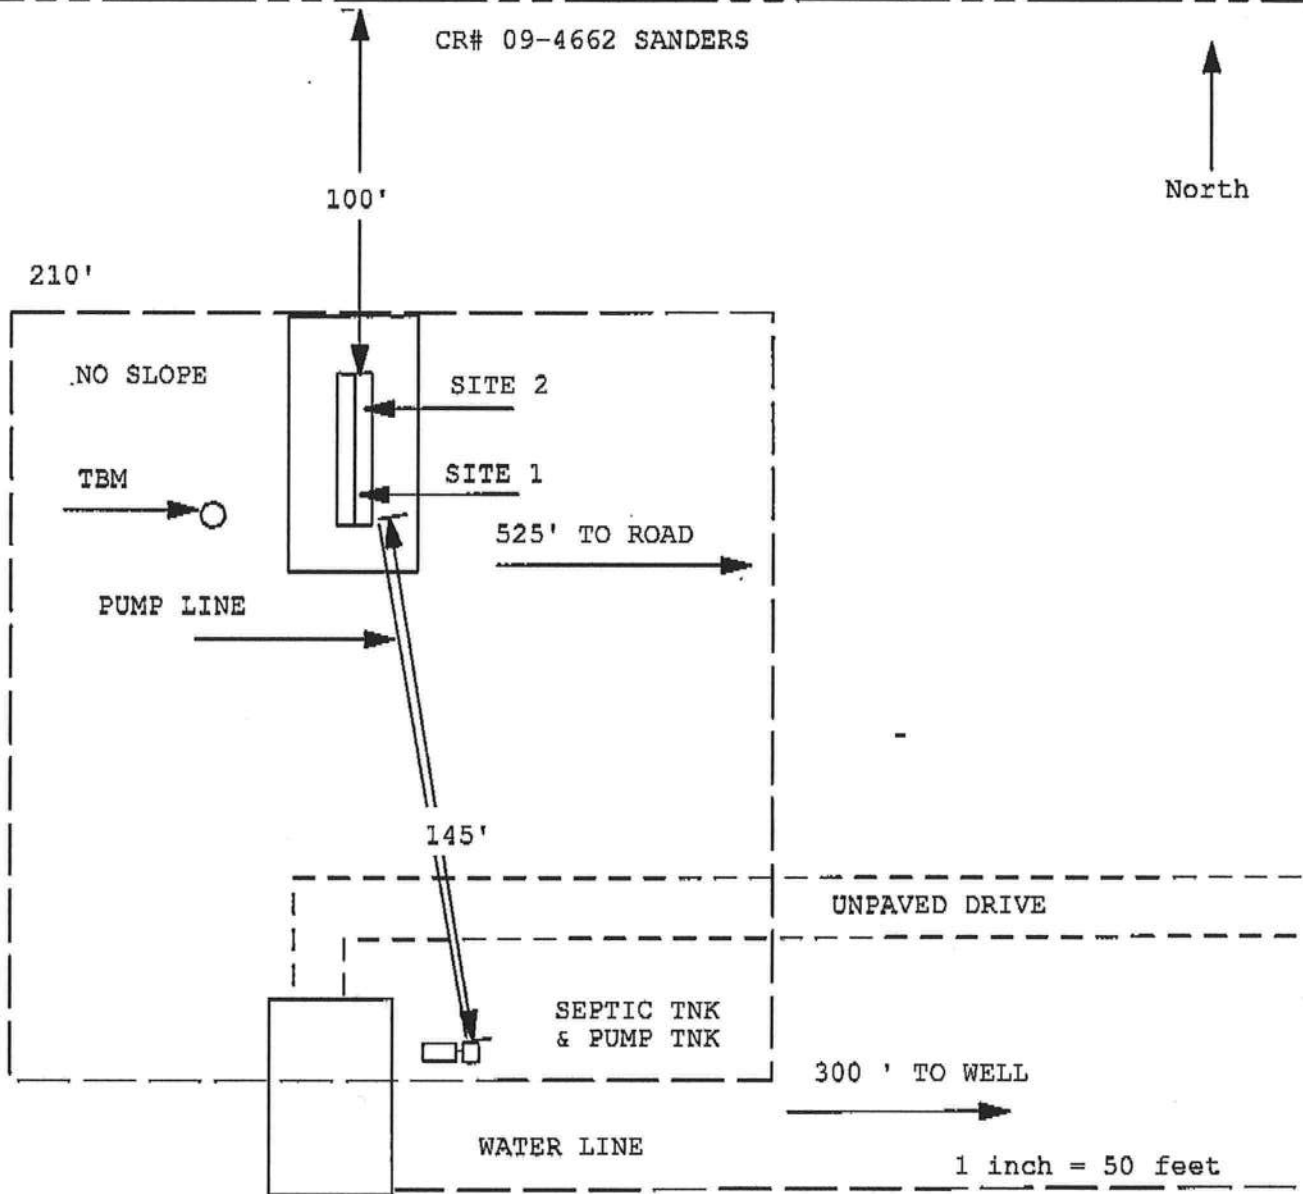 CR# 09-4662 SANDERS
North
100'
210'
NO SLOPE
SITE 2
TBM
SITE 1
525' TO ROAD
PUMP LINE
145'
UNPAVED DRIVE
SEPTIC TNK
& PUMP TNK
300 ' TO WELL
WATER LINE
1 inch = 50 feet